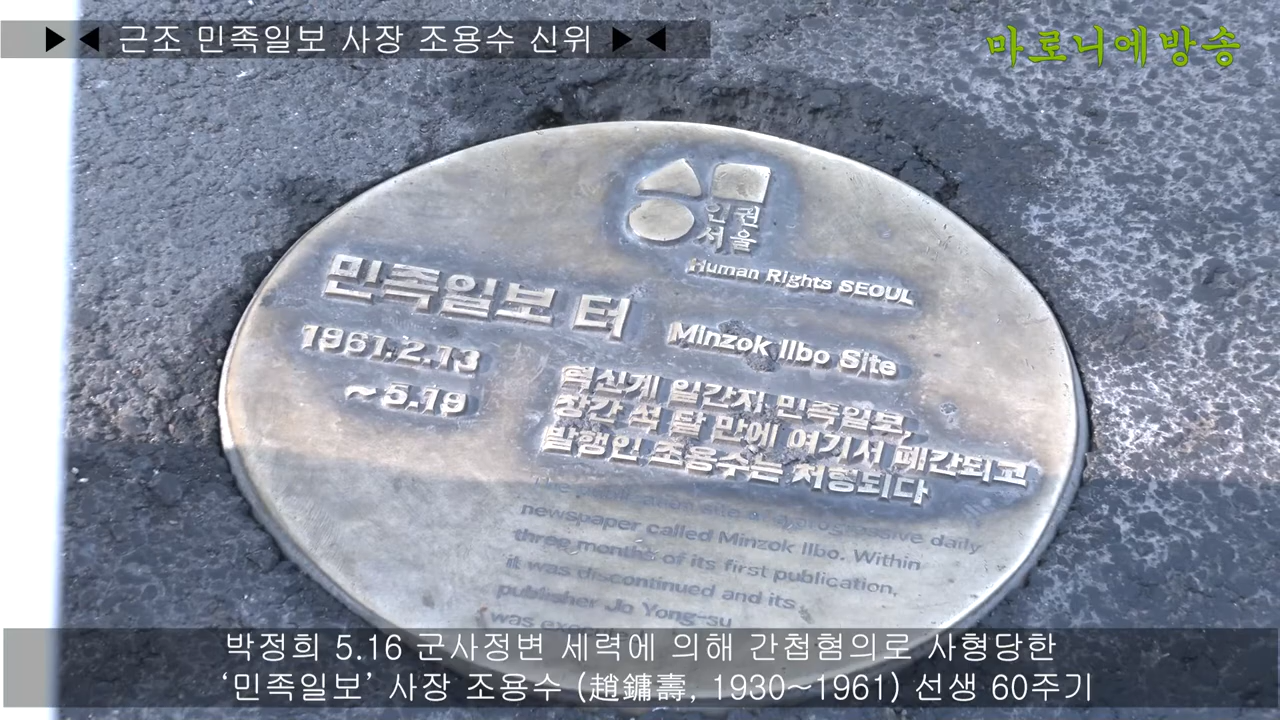 ▶◀ 근조 민족일보 사장 조용수 신위 ▶◀
마로니에방송
인권
서울
Human Rights SEOUL
민족일보 터
Minzok Ilbo Site
1961.2.13
~5.19
혁신계 일간지 민족일보,
창간 석 달 만에 여기서 폐간되고
발행인 조용수는 처형되다
site progressive daily
newspaper called Minzok Ilbo. Within
three months of its first publication,
it was discontinued and its
publisher Jo Yong-su
was
박정희 5.16 군사정변 세력에 의해 간첩혐의로 사형당한
‘민족일보’ 사장 조용수 (趙鏞壽, 1930~1961) 선생 60주기